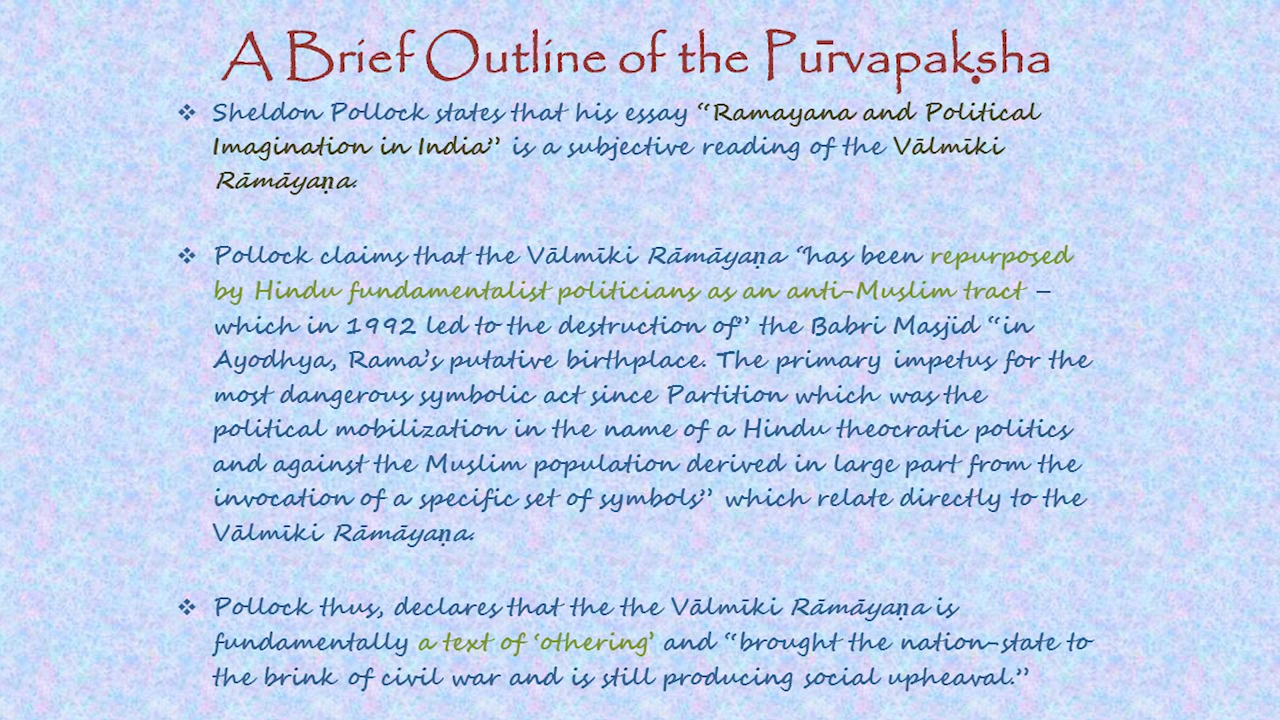 A Brief Outline of the Pūrvapakṣha
❖ Sheldon Pollock states that his essay “Ramayana and Political
Imagination in India” is a subjective reading of the Vālmīki
Rāmāyaṇa.
❖ Pollock claims that the Vālmīki Rāmāyaṇa “has been repurposed
by Hindu fundamentalist politicians as an anti-Muslim tract –
which in 1992 led to the destruction of” the Babri Masjid “in
Ayodhya, Rama’s putative birthplace. The primary impetus for the
most dangerous symbolic act since Partition which was the
political mobilization in the name of a Hindu theocratic politics
and against the Muslim population derived in large part from the
invocation of a specific set of symbols” which relate directly to the
Vālmīki Rāmāyaṇa.
❖ Pollock thus, declares that the the Vālmīki Rāmāyaṇa is
fundamentally a text of ‘othering’ and “brought the nation-state to
the brink of civil war and is still producing social upheaval.”